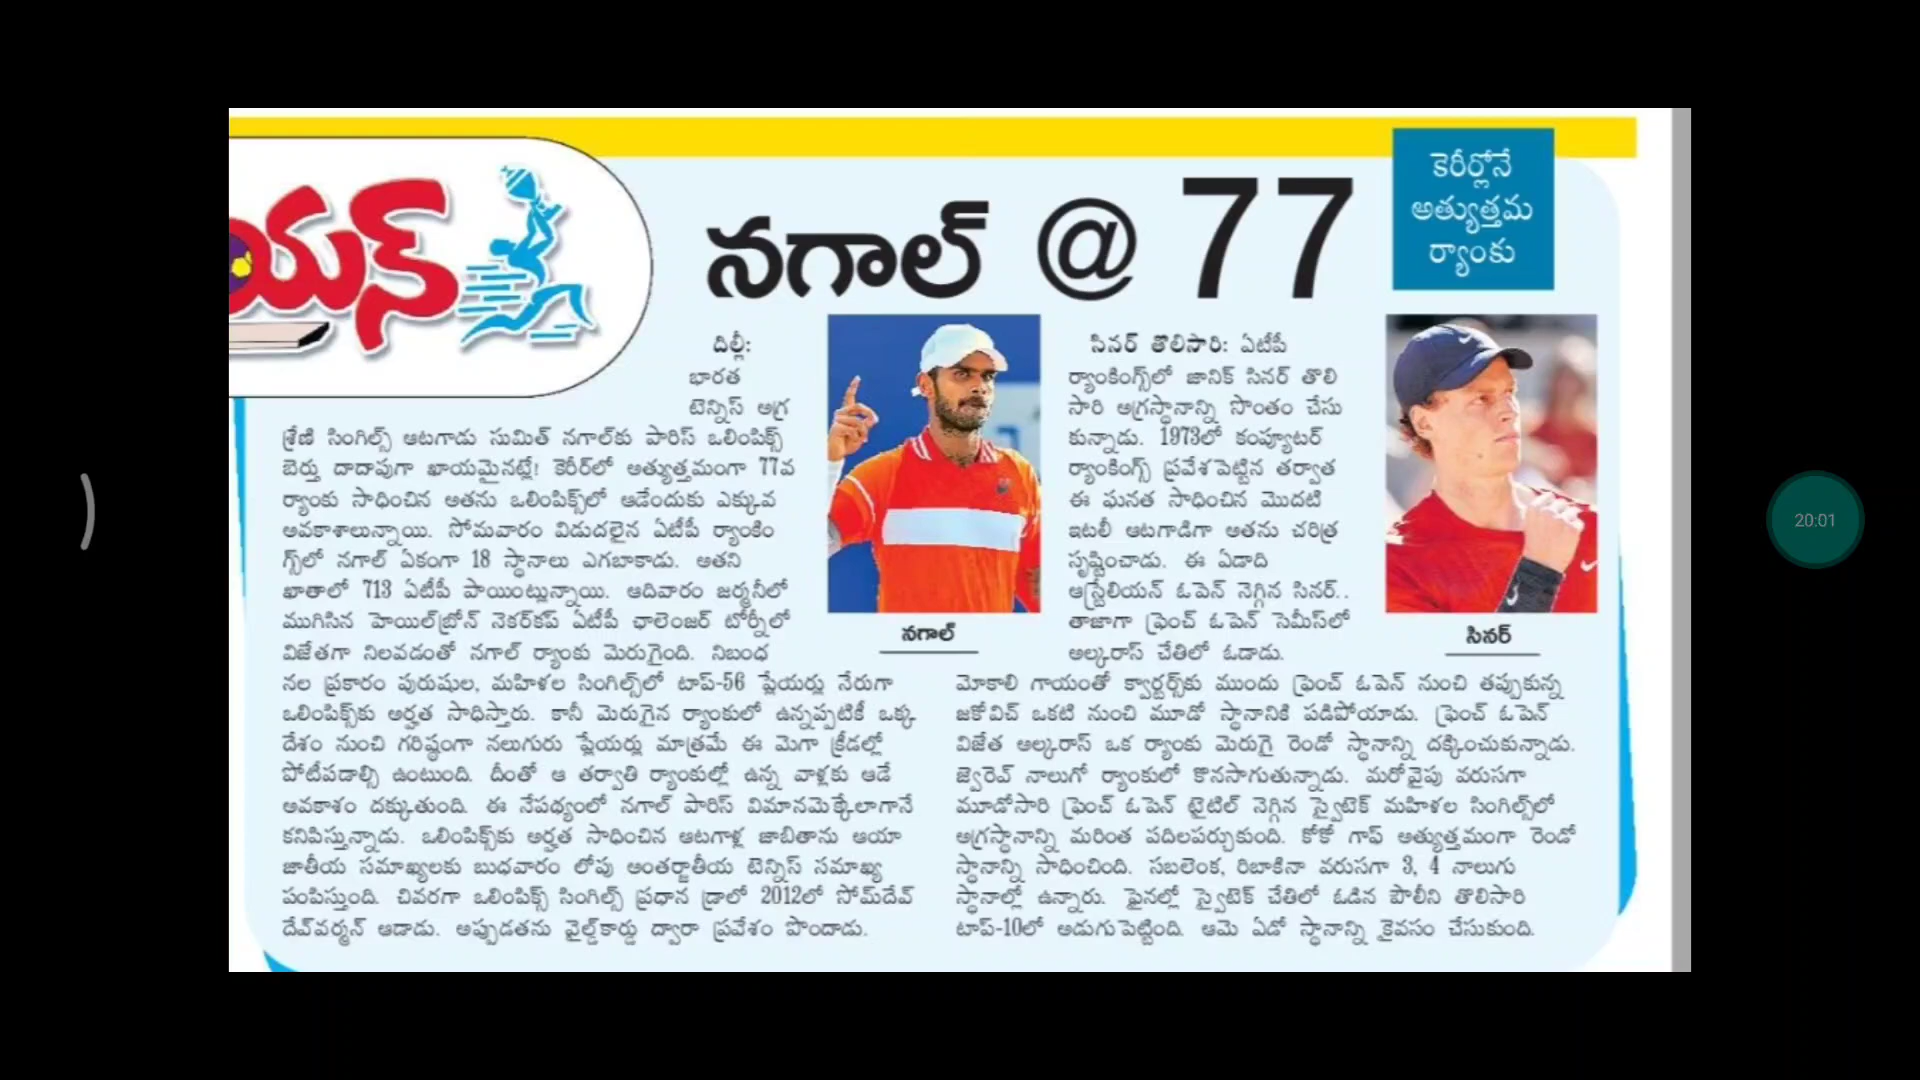 యన్
నగాల్ @ 77
కెరీర్లోనే
అత్యుత్తమ
ర్యాంకు
దిల్లీ:
భారత
టెన్నిస్ అగ్ర
శ్రేణి సింగిల్స్ ఆటగాడు సుమిత్ నగాల్‌కు పారిస్ ఒలింపిక్స్
బెర్తు దాదాపుగా ఖాయమైనట్లే! కెరీర్‌లో అత్యుత్తమంగా 77వ
ర్యాంకు సాధించిన అతను ఒలింపిక్స్‌లో ఆడేందుకు ఎక్కువ
అవకాశాలున్నాయి. సోమవారం విడుదలైన ఏటీపీ ర్యాంకిం
గ్స్‌లో నగాల్ ఏకంగా 18 స్థానాలు ఎగబాకాడు. అతని
ఖాతాలో 713 ఏటీపీ పాయింట్లున్నాయి. ఆదివారం జర్మనీలో
ముగిసిన హెయిల్‌బ్రోన్ నెకర్‌కప్ ఏటీపీ ఛాలెంజర్ టోర్నీలో
విజేతగా నిలవడంతో నగాల్ ర్యాంకు మెరుగైంది. నిబంధ
నల ప్రకారం పురుషుల, మహిళల సింగిల్స్‌లో టాప్-56 ప్లేయర్లు నేరుగా
ఒలింపిక్స్‌కు అర్హత సాధిస్తారు. కానీ మెరుగైన ర్యాంకులో ఉన్నప్పటికీ ఒక్క
దేశం నుంచి గరిష్ఠంగా నలుగురు ప్లేయర్లు మాత్రమే ఈ మెగా క్రీడల్లో
పోటీపడాల్సి ఉంటుంది. దీంతో ఆ తర్వాతి ర్యాంకుల్లో ఉన్న వాళ్లకు ఆడే
అవకాశం దక్కుతుంది. ఈ నేపథ్యంలో నగాల్ పారిస్ విమానమెక్కేలాగానే
కనిపిస్తున్నాడు. ఒలింపిక్స్‌కు అర్హత సాధించిన ఆటగాళ్ల జాబితాను ఆయా
జాతీయ సమాఖ్యలకు బుధవారం లోపు అంతర్జాతీయ టెన్నిస్ సమాఖ్య
పంపిస్తుంది. చివరగా ఒలింపిక్స్ సింగిల్స్ ప్రధాన డ్రాలో 2012లో సోమ్‌దేవ్
దేవ్‌వర్మన్ ఆడాడు. అప్పుడతను వైల్డ్‌కార్డు ద్వారా ప్రవేశం పొందాడు.
నగాల్
సినర్ తొలిసారి: ఏటీపీ
ర్యాంకింగ్స్‌లో జానిక్ సినర్ తొలి
సారి అగ్రస్థానాన్ని సొంతం చేసు
కున్నాడు. 1973లో కంప్యూటర్
ర్యాంకింగ్స్ ప్రవేశపెట్టిన తర్వాత
ఈ ఘనత సాధించిన మొదటి
ఇటలీ ఆటగాడిగా అతను చరిత్ర
సృష్టించాడు. ఈ ఏడాది
ఆస్ట్రేలియన్ ఓపెన్ నెగ్గిన సినర్..
తాజాగా ఫ్రెంచ్ ఓపెన్ సెమీస్‌లో
అల్కరాస్ చేతిలో ఓడాడు.
మోకాలి గాయంతో క్వార్టర్స్‌కు ముందు ఫ్రెంచ్ ఓపెన్ నుంచి తప్పుకున్న
జకోవిచ్ ఒకటి నుంచి మూడో స్థానానికి పడిపోయాడు. ఫ్రెంచ్ ఓపెన్
విజేత అల్కరాస్ ఒక ర్యాంకు మెరుగై రెండో స్థానాన్ని దక్కించుకున్నాడు.
జ్వెరెవ్ నాలుగో ర్యాంకులో కొనసాగుతున్నాడు. మరోవైపు వరుసగా
మూడోసారి ఫ్రెంచ్ ఓపెన్ టైటిల్ నెగ్గిన స్వైటెక్ మహిళల సింగిల్స్‌లో
అగ్రస్థానాన్ని మరింత పదిలపర్చుకుంది. కోకో గాఫ్ అత్యుత్తమంగా రెండో
స్థానాన్ని సాధించింది. సబలెంక, రిబాకినా వరుసగా 3, 4 నాలుగు
స్థానాల్లో ఉన్నారు. ఫైనల్లో స్వైటెక్ చేతిలో ఓడిన పౌలీని తొలిసారి
టాప్-10లో అడుగుపెట్టింది. ఆమె ఏడో స్థానాన్ని కైవసం చేసుకుంది.
సినర్
20:01